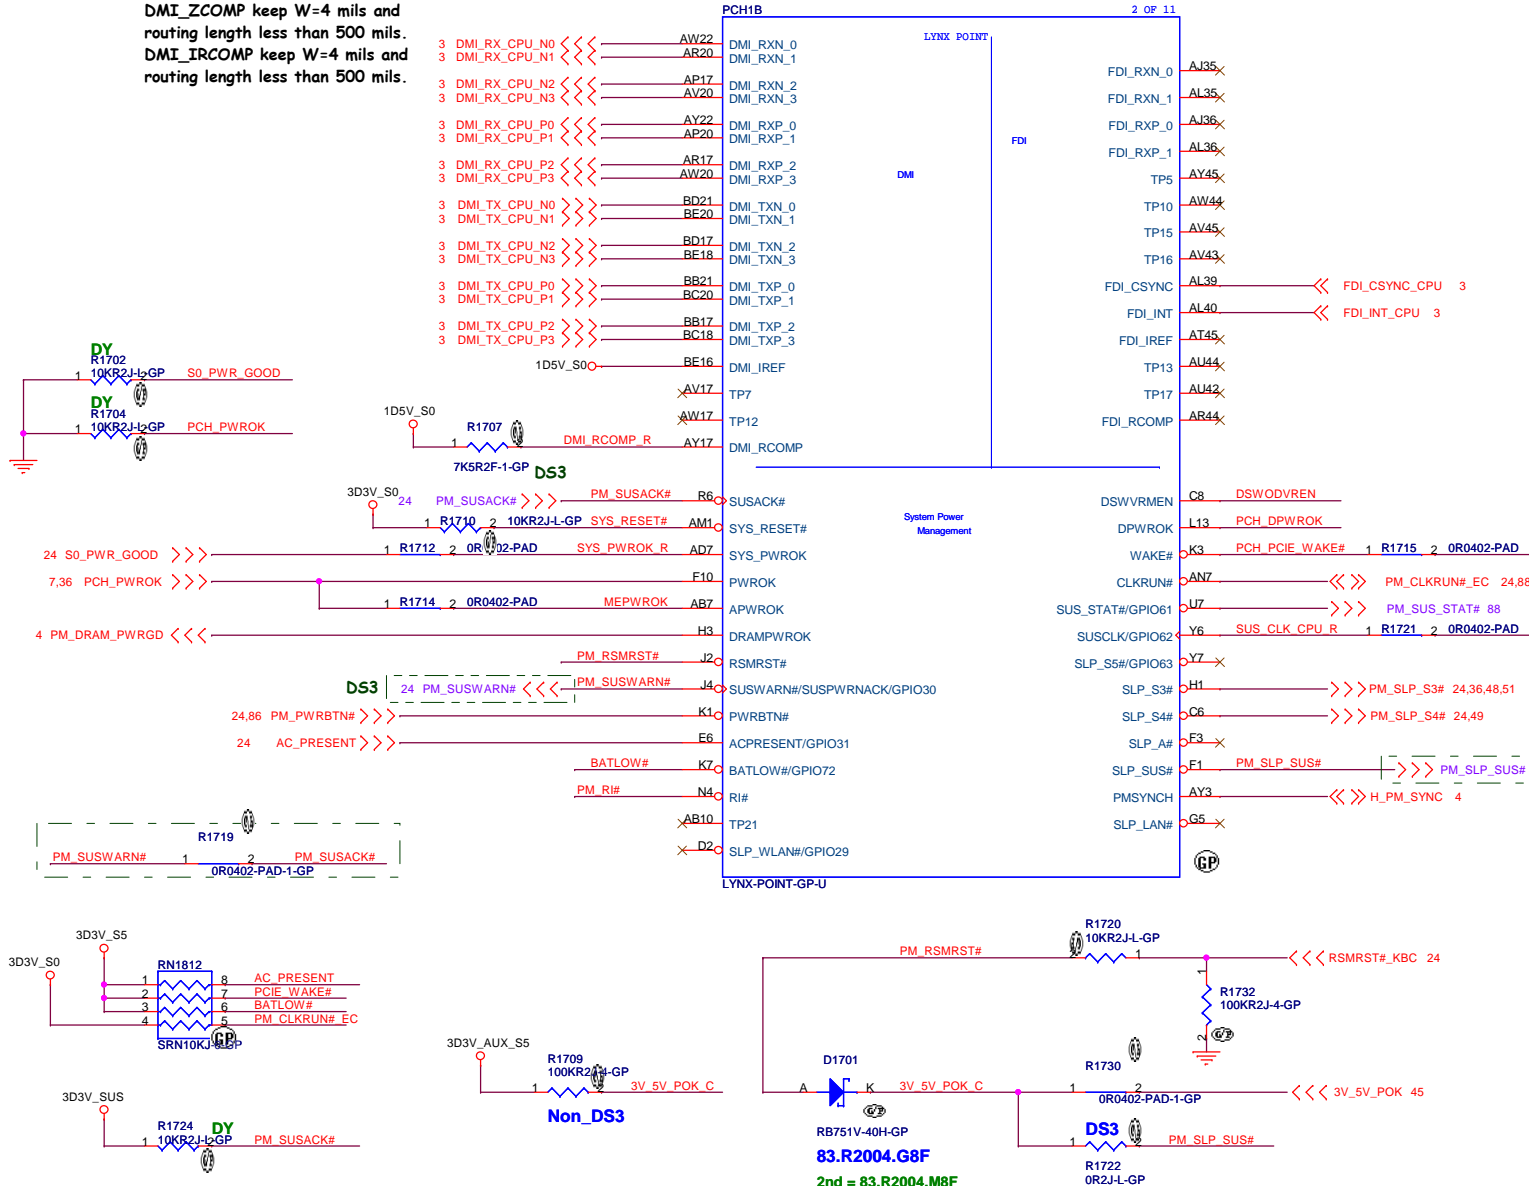 DMI_ZCOMP keep W=4 mils and
routing length less than 500 mils.
DMI_IRCOMP keep W=4 mils and
routing length less than 500 mils.
PCH1B
2 OF 11
LYNX POINT
DMI
FDI
3 DMI_RX_CPU_N0 AW22 DMI_RXN_0
3 DMI_RX_CPU_N1 AR20 DMI_RXN_1
3 DMI_RX_CPU_N2 AP17 DMI_RXN_2
3 DMI_RX_CPU_N3 AV20 DMI_RXN_3
3 DMI_RX_CPU_P0 AY22 DMI_RXP_0
3 DMI_RX_CPU_P1 AP20 DMI_RXP_1
3 DMI_RX_CPU_P2 AR17 DMI_RXP_2
3 DMI_RX_CPU_P3 AW20 DMI_RXP_3
3 DMI_TX_CPU_N0 BD21 DMI_TXN_0
3 DMI_TX_CPU_N1 BE20 DMI_TXN_1
3 DMI_TX_CPU_N2 BD17 DMI_TXN_2
3 DMI_TX_CPU_N3 BE18 DMI_TXN_3
3 DMI_TX_CPU_P0 BB21 DMI_TXP_0
3 DMI_TX_CPU_P1 BC20 DMI_TXP_1
3 DMI_TX_CPU_P2 BB17 DMI_TXP_2
3 DMI_TX_CPU_P3 BC18 DMI_TXP_3
1D5V_S0 BE16 DMI_IREF
AV17 TP7
AW17 TP12
1D5V_S0
R1707
1 2 DMI_RCOMP_R AY17 DMI_RCOMP
7K5R2F-1-GP
FDI_RXN_0 AJ35
FDI_RXN_1 AL35
FDI_RXP_0 AJ36
FDI_RXP_1 AL36
TP5 AY45
TP10 AW44
TP15 AV45
TP16 AV43
FDI_CSYNC AL39 FDI_CSYNC_CPU 3
FDI_INT AL40 FDI_INT_CPU 3
FDI_IREF AT45
TP13 AU44
TP17 AU42
FDI_RCOMP AR44
DY
R1702
10KR2J-L-GP
1 2 S0_PWR_GOOD
DY
R1704
10KR2J-L-GP
1 2 PCH_PWROK
System Power
Management
DS3
3D3V_S0
24 PM_SUSACK# PM_SUSACK# R6 SUSACK#
1 R1710 2 10KR2J-L-GP SYS_RESET# AM1 SYS_RESET#
24 S0_PWR_GOOD 1 R1712 2 0R0402-PAD SYS_PWROK_R AD7 SYS_PWROK
7,36 PCH_PWROK F10 PWROK
1 R1714 2 0R0402-PAD MEPWROK AB7 APWROK
4 PM_DRAM_PWRGD H3 DRAMPWROK
PM_RSMRST# J2 RSMRST#
DS3 24 PM_SUSWARN# PM_SUSWARN# J4 SUSWARN#/SUSPWRNACK/GPIO30
24,86 PM_PWRBTN# K1 PWRBTN#
24 AC_PRESENT E6 ACPRESENT/GPIO31
BATLOW# K7 BATLOW#/GPIO72
PM_RI# N4 RI#
AB10 TP21
D2 SLP_WLAN#/GPIO29
DSWVRMEN C8 DSWODVREN
DPWROK L13 PCH_DPWROK
WAKE# K3 PCH_PCIE_WAKE# 1 R1715 2 0R0402-PAD
CLKRUN# AN7 PM_CLKRUN#_EC 24,88
SUS_STAT#/GPIO61 U7 PM_SUS_STAT# 88
SUSCLK/GPIO62 Y6 SUS_CLK_CPU_R 1 R1721 2 0R0402-PAD
SLP_S5#/GPIO63 Y7
SLP_S3# H1 PM_SLP_S3# 24,36,48,51
SLP_S4# C6 PM_SLP_S4# 24,49
SLP_A# F3
SLP_SUS# F1 PM_SLP_SUS# PM_SLP_SUS#
PMSYNCH AY3 H_PM_SYNC 4
SLP_LAN# G5
GP
LYNX-POINT-GP-U
R1719
PM_SUSWARN# 1 2 PM_SUSACK#
0R0402-PAD-1-GP
3D3V_S5
3D3V_S0
RN1812
1 8 AC_PRESENT
2 7 PCIE_WAKE#
3 6 BATLOW#
4 5 PM_CLKRUN#_EC
GP
3D3V_SUS
R1724 DY
10KR2J-L-GP
1 2 PM_SUSACK#
3D3V_AUX_S5
R1709
1 2 3V_5V_POK_C
Non_DS3
PM_RSMRST# 2 1
R1720
10KR2J-L-GP
RSMRST#_KBC 24
1 2
R1732
100KR2J-4-GP
D1701
A K 3V_5V_POK_C
RB751V-40H-GP
83.R2004.G8F
2nd = 83.R2004.M8F
R1730
1 2 3V_5V_POK 45
0R0402-PAD-1-GP
DS3
1 2 PM_SLP_SUS#
R1722
0R2J-L-GP